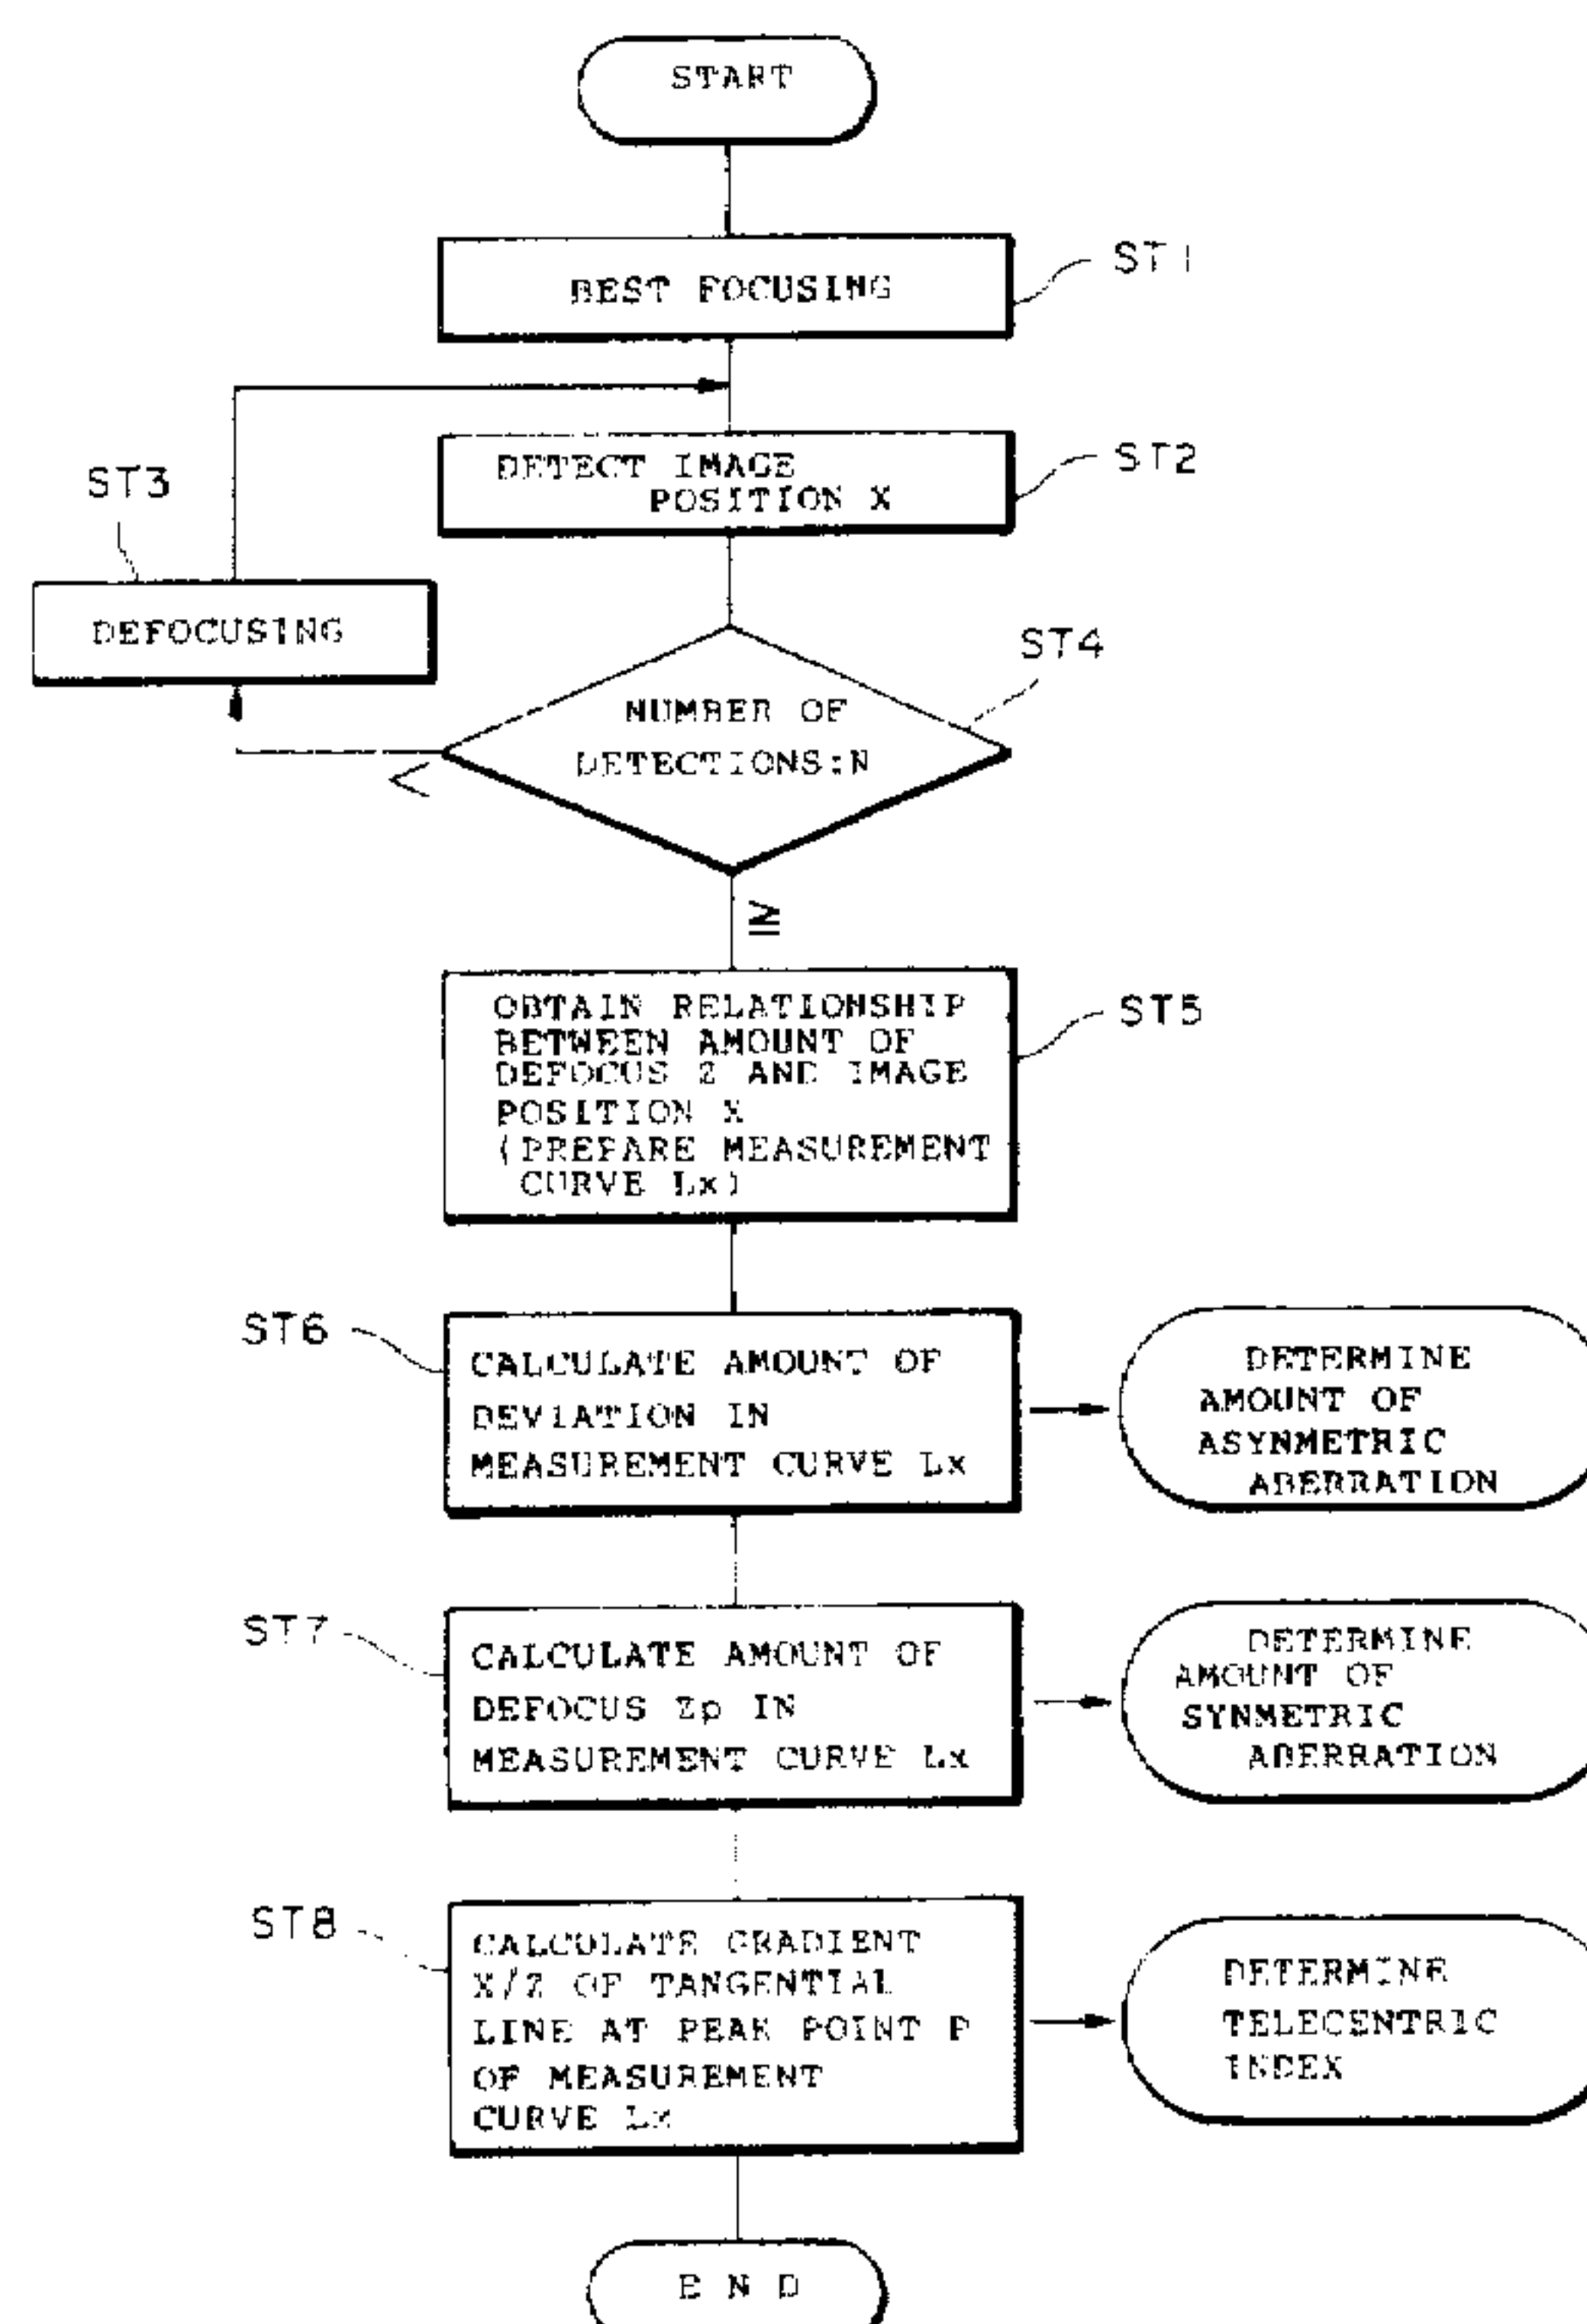 START
BEST FOCUSING
ST1
DETECT IMAGE
POSITION X
ST2
ST3
DEFOCUSING
ST4
NUMBER OF
DETECTIONS:N
<
≧
OBTAIN RELATIONSHIP
BETWEEN AMOUNT OF
DEFOCUS Z AND IMAGE
POSITION X
(PREPARE MEASUREMENT
CURVE Lx)
ST5
ST6
CALCULATE AMOUNT OF
DEVIATION IN
MEASUREMENT CURVE Lx
DETERMINE
AMOUNT OF
ASYNMETRIC
ABERRATION
ST7
CALCULATE AMOUNT OF
DEFOCUS Zp IN
MEASUREMENT CURVE Lx
DETERMINE
AMOUNT OF
SYNMETRIC
ABERRATION
ST8
CALCULATE GRADIENT
X/Z OF TANGENTIAL
LINE AT PEAK POINT P
OF MEASUREMENT
CURVE Lx
DETERMINE
TELECENTRIC
INDEX
END